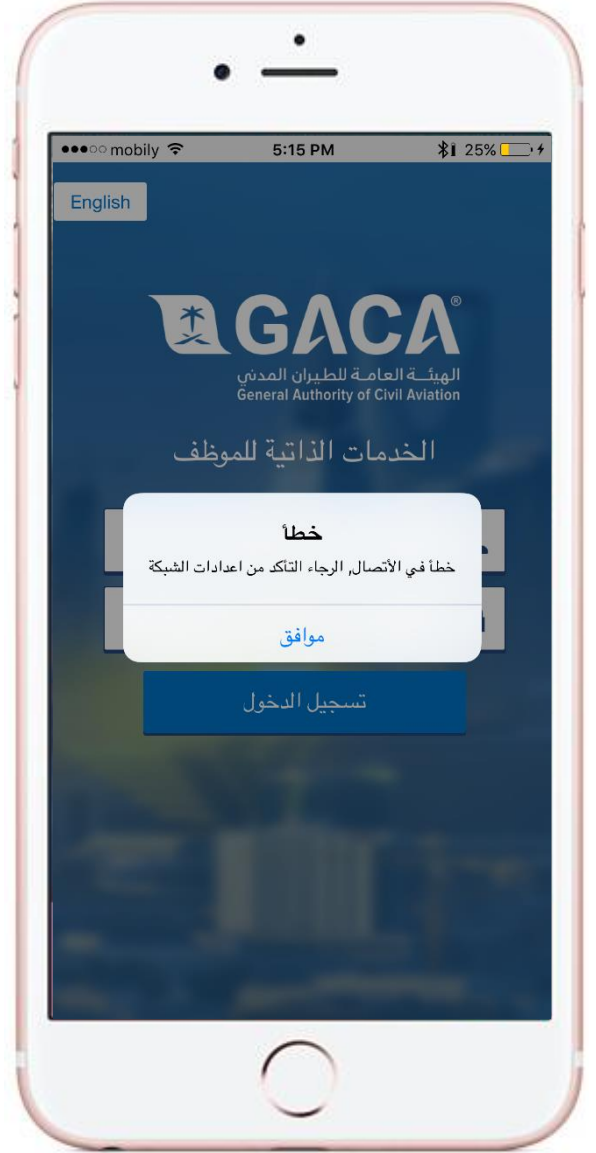 mobily
5:15 PM
25%
English
GACA®
الهيئــة العامـة للطيران المدني
General Authority of Civil Aviation
الخدمات الذاتية للموظف
خطأ
خطأ في الأتصال, الرجاء التأكد من اعدادات الشبكة
موافق
تسجيل الدخول